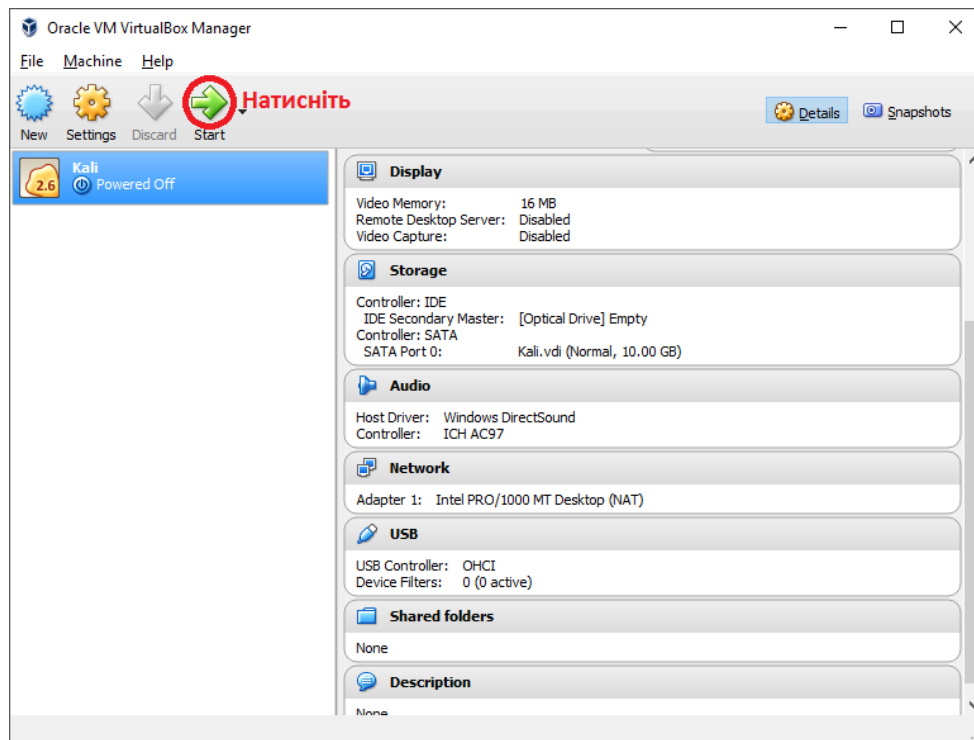 Oracle VM VirtualBox Manager
File Machine Help
Натисніть
New Settings Discard Start
Details Snapshots
2.6
Kali
Powered Off
Display
Video Memory: 16 MB
Remote Desktop Server: Disabled
Video Capture: Disabled
Storage
Controller: IDE
IDE Secondary Master: [Optical Drive] Empty
Controller: SATA
SATA Port 0: Kali.vdi (Normal, 10.00 GB)
Audio
Host Driver: Windows DirectSound
Controller: ICH AC97
Network
Adapter 1: Intel PRO/1000 MT Desktop (NAT)
USB
USB Controller: OHCI
Device Filters: 0 (0 active)
Shared folders
None
Description
None